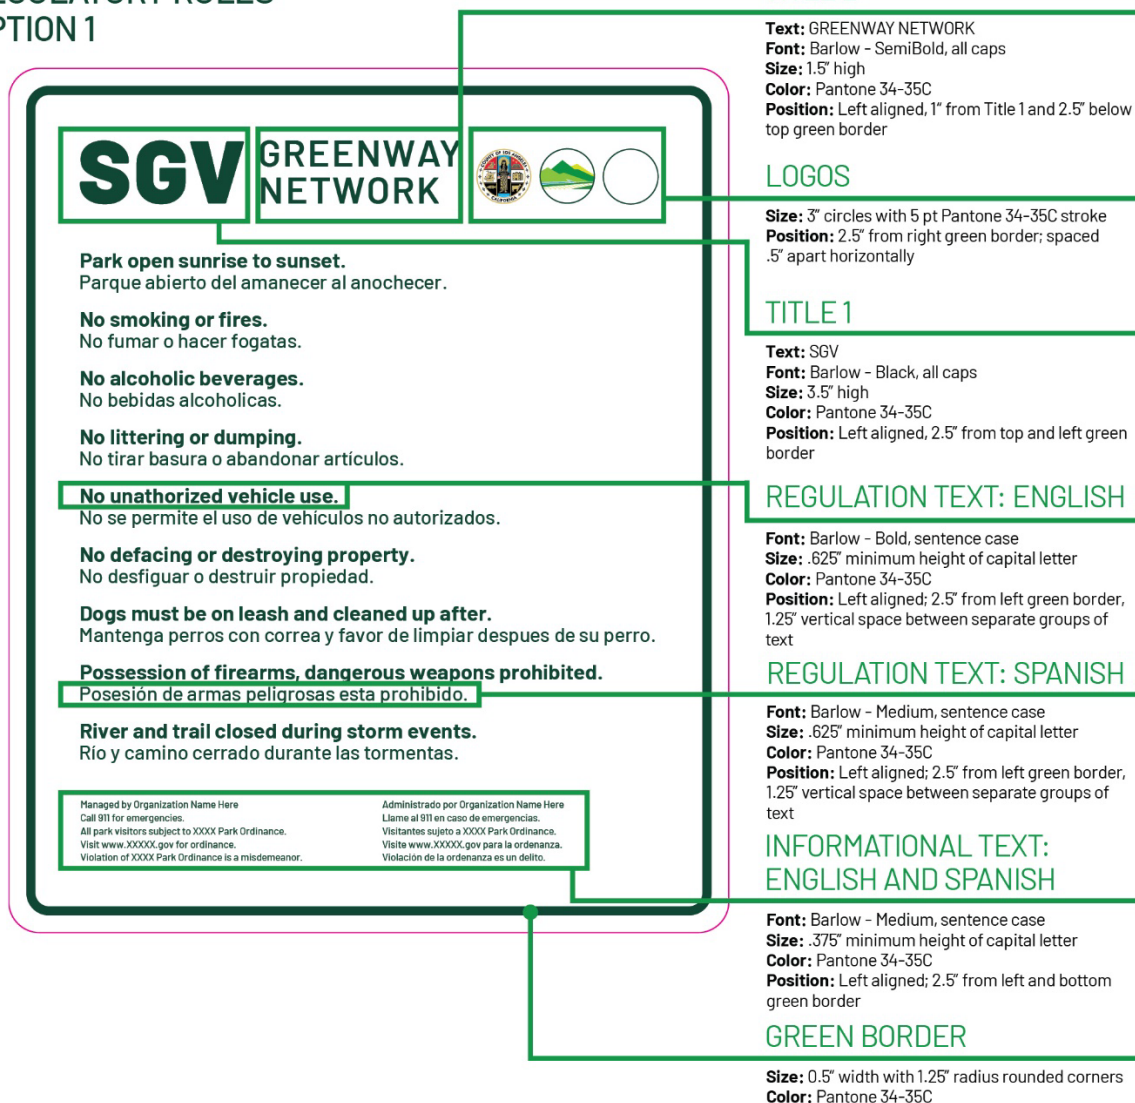 PTION 1
SGV
GREENWAY
NETWORK
COUNTY OF LOS ANGELES
CALIFORNIA
Park open sunrise to sunset.
Parque abierto del amanecer al anochecer.
No smoking or fires.
No fumar o hacer fogatas.
No alcoholic beverages.
No bebidas alcoholicas.
No littering or dumping.
No tirar basura o abandonar artículos.
No unathorized vehicle use.
No se permite el uso de vehículos no autorizados.
No defacing or destroying property.
No desfiguar o destruir propiedad.
Dogs must be on leash and cleaned up after.
Mantenga perros con correa y favor de limpiar despues de su perro.
Possession of firearms, dangerous weapons prohibited.
Posesión de armas peligrosas esta prohibido.
River and trail closed during storm events.
Río y camino cerrado durante las tormentas.
Managed by Organization Name Here
Call 911 for emergencies.
All park visitors subject to XXXX Park Ordinance.
Visit www.XXXXX.gov for ordinance.
Violation of XXXX Park Ordinance is a misdemeanor.
Administrado por Organization Name Here
Llame al 911 en caso de emergencias.
Visitantes sujeto a XXXX Park Ordinance.
Visite www.XXXXX.gov para la ordenanza.
Violación de la ordenanza es un delito.
Text: GREENWAY NETWORK
Font: Barlow - SemiBold, all caps
Size: 1.5" high
Color: Pantone 34-35C
Position: Left aligned, 1" from Title 1 and 2.5" below
top green border
LOGOS
Size: 3" circles with 5 pt Pantone 34-35C stroke
Position: 2.5" from right green border; spaced
.5" apart horizontally
TITLE 1
Text: SGV
Font: Barlow - Black, all caps
Size: 3.5" high
Color: Pantone 34-35C
Position: Left aligned, 2.5" from top and left green
border
REGULATION TEXT: ENGLISH
Font: Barlow - Bold, sentence case
Size: .625" minimum height of capital letter
Color: Pantone 34-35C
Position: Left aligned; 2.5" from left green border,
1.25" vertical space between separate groups of
text
REGULATION TEXT: SPANISH
Font: Barlow - Medium, sentence case
Size: .625" minimum height of capital letter
Color: Pantone 34-35C
Position: Left aligned; 2.5" from left green border,
1.25" vertical space between separate groups of
text
INFORMATIONAL TEXT:
ENGLISH AND SPANISH
Font: Barlow - Medium, sentence case
Size: .375" minimum height of capital letter
Color: Pantone 34-35C
Position: Left aligned; 2.5" from left and bottom
green border
GREEN BORDER
Size: 0.5" width with 1.25" radius rounded corners
Color: Pantone 34-35C